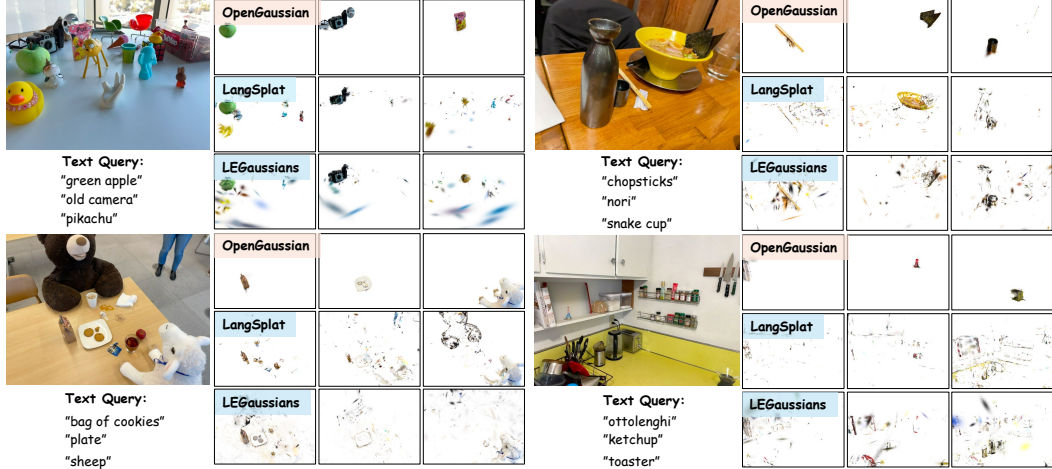 OpenGaussian
LangSplat
LEGaussians
Text Query:
"green apple"
"old camera"
"pikachu"
OpenGaussian
LangSplat
LEGaussians
Text Query:
"chopsticks"
"nori"
"snake cup"
OpenGaussian
LangSplat
LEGaussians
Text Query:
"bag of cookies"
"plate"
"sheep"
OpenGaussian
LangSplat
LEGaussians
Text Query:
"ottolenghi"
"ketchup"
"toaster"